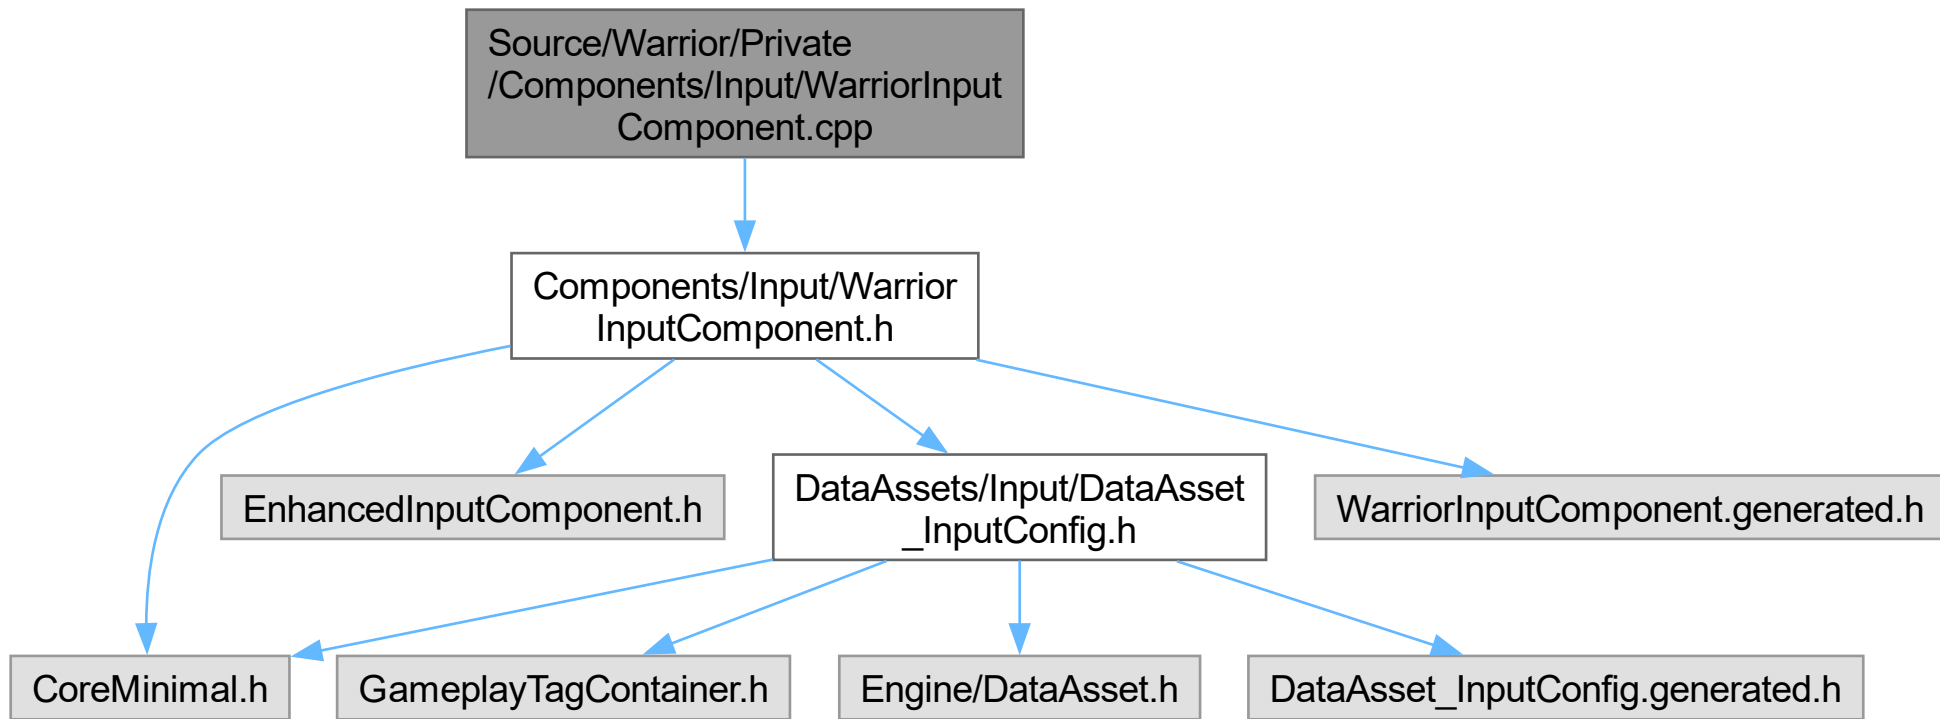 Source/Warrior/Private
/Components/Input/WarriorInput
Component.cpp
Components/Input/Warrior
InputComponent.h
EnhancedInputComponent.h
DataAssets/Input/DataAsset
_InputConfig.h
WarriorInputComponent.generated.h
CoreMinimal.h
GameplayTagContainer.h
Engine/DataAsset.h
DataAsset_InputConfig.generated.h